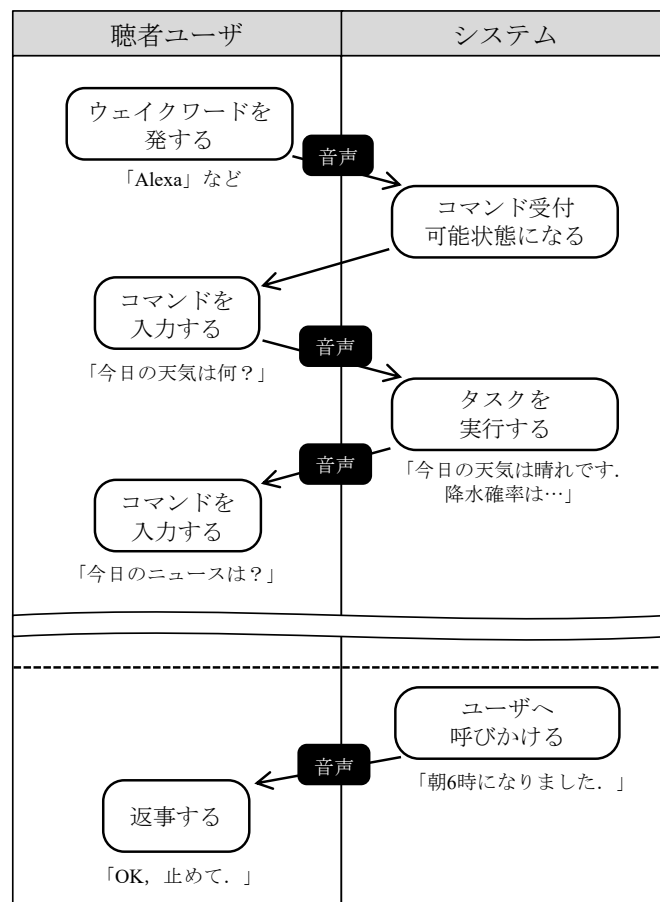 聴者ユーザ
システム
ウェイクワードを
発する
音声
「Alexa」など
コマンド受付
可能状態になる
コマンドを
入力する
音声
「今日の天気は何？」
タスクを
実行する
音声
「今日の天気は晴れです．
降水確率は…」
コマンドを
入力する
「今日のニュースは？」
ユーザへ
呼びかける
音声
「朝6時になりました．」
返事する
「OK，止めて．」